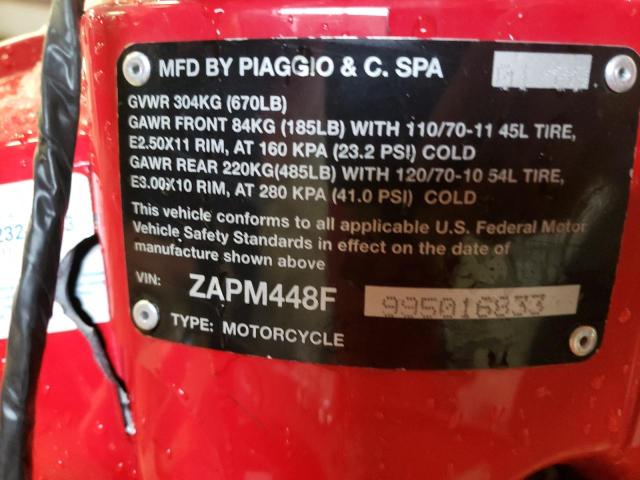 MFD BY PIAGGIO & C. SPA
GVWR 304KG (670LB)
GAWR FRONT 84KG (185LB) WITH 110/70-11 45L TIRE,
E2.50X11 RIM, AT 160 KPA (23.2 PSI) COLD
GAWR REAR 220KG(485LB) WITH 120/70-10 54L TIRE,
E3.00X10 RIM, AT 280 KPA (41.0 PSI) COLD
This vehicle conforms to all applicable U.S. Federal Motor
Vehicle Safety Standards in effect on the date of
manufacture shown above
VIN: ZAPM448F 995016833
TYPE: MOTORCYCLE